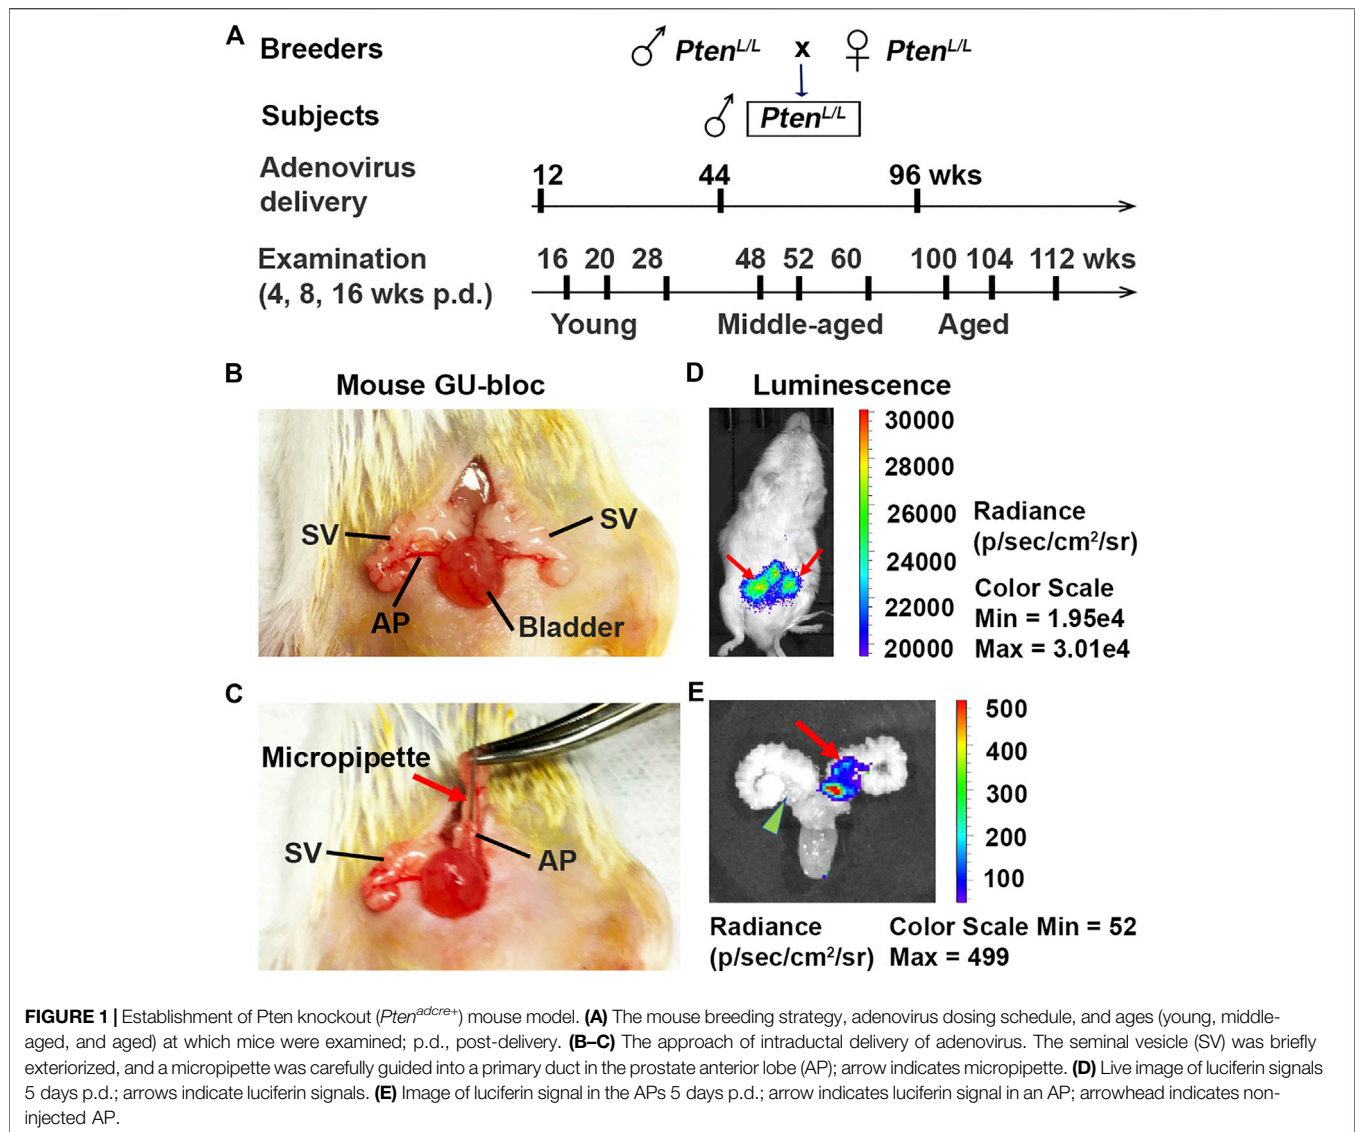 A
Breeders
♂ Pten^L/L x ♀ Pten^L/L
Subjects
♂ Pten^L/L
Adenovirus
delivery
12 44 96 wks
Examination
(4, 8, 16 wks p.d.)
16 20 28 48 52 60 100 104 112 wks
Young Middle-aged Aged
B
Mouse GU-bloc
SV
SV
AP
Bladder
C
Micropipette
SV
AP
D
Luminescence
30000
28000
26000
24000
22000
20000
Radiance
(p/sec/cm²/sr)
Color Scale
Min = 1.95e4
Max = 3.01e4
E
500
400
300
200
100
Radiance
(p/sec/cm²/sr)
Color Scale Min = 52
Max = 499
FIGURE 1 | Establishment of Pten knockout (Pten^adcre+) mouse model. (A) The mouse breeding strategy, adenovirus dosing schedule, and ages (young, middle-
aged, and aged) at which mice were examined; p.d., post-delivery. (B–C) The approach of intraductal delivery of adenovirus. The seminal vesicle (SV) was briefly
exteriorized, and a micropipette was carefully guided into a primary duct in the prostate anterior lobe (AP); arrow indicates micropipette. (D) Live image of luciferin signals
5 days p.d.; arrows indicate luciferin signals. (E) Image of luciferin signal in the APs 5 days p.d.; arrow indicates luciferin signal in an AP; arrowhead indicates non-
injected AP.